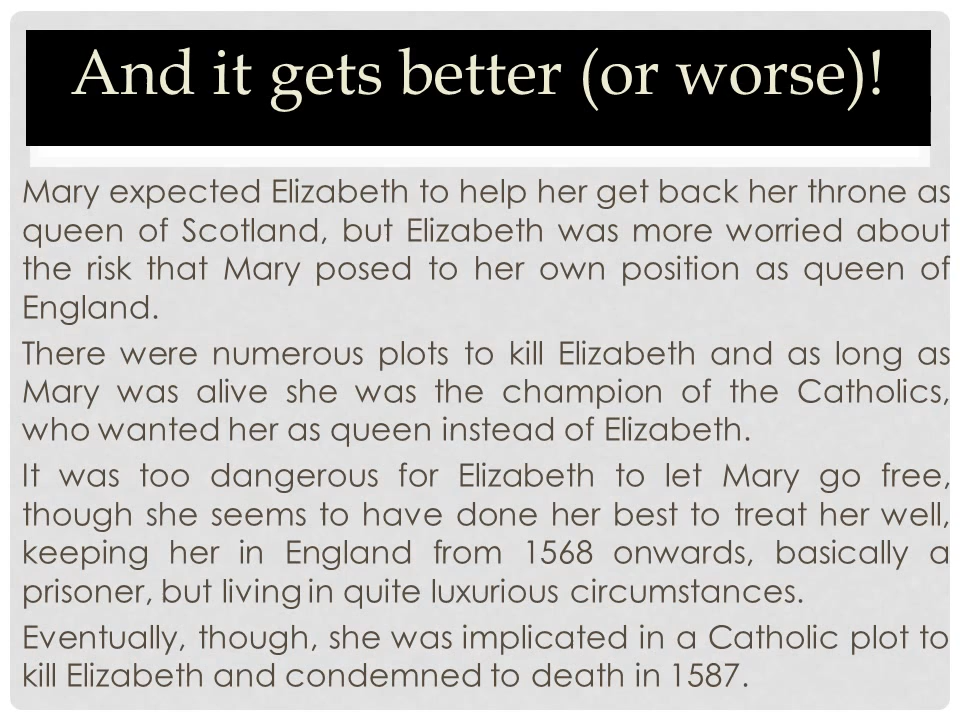 And it gets better (or worse)!
Mary expected Elizabeth to help her get back her throne as
queen of Scotland, but Elizabeth was more worried about
the risk that Mary posed to her own position as queen of
England.
There were numerous plots to kill Elizabeth and as long as
Mary was alive she was the champion of the Catholics,
who wanted her as queen instead of Elizabeth.
It was too dangerous for Elizabeth to let Mary go free,
though she seems to have done her best to treat her well,
keeping her in England from 1568 onwards, basically a
prisoner, but living in quite luxurious circumstances.
Eventually, though, she was implicated in a Catholic plot to
kill Elizabeth and condemned to death in 1587.